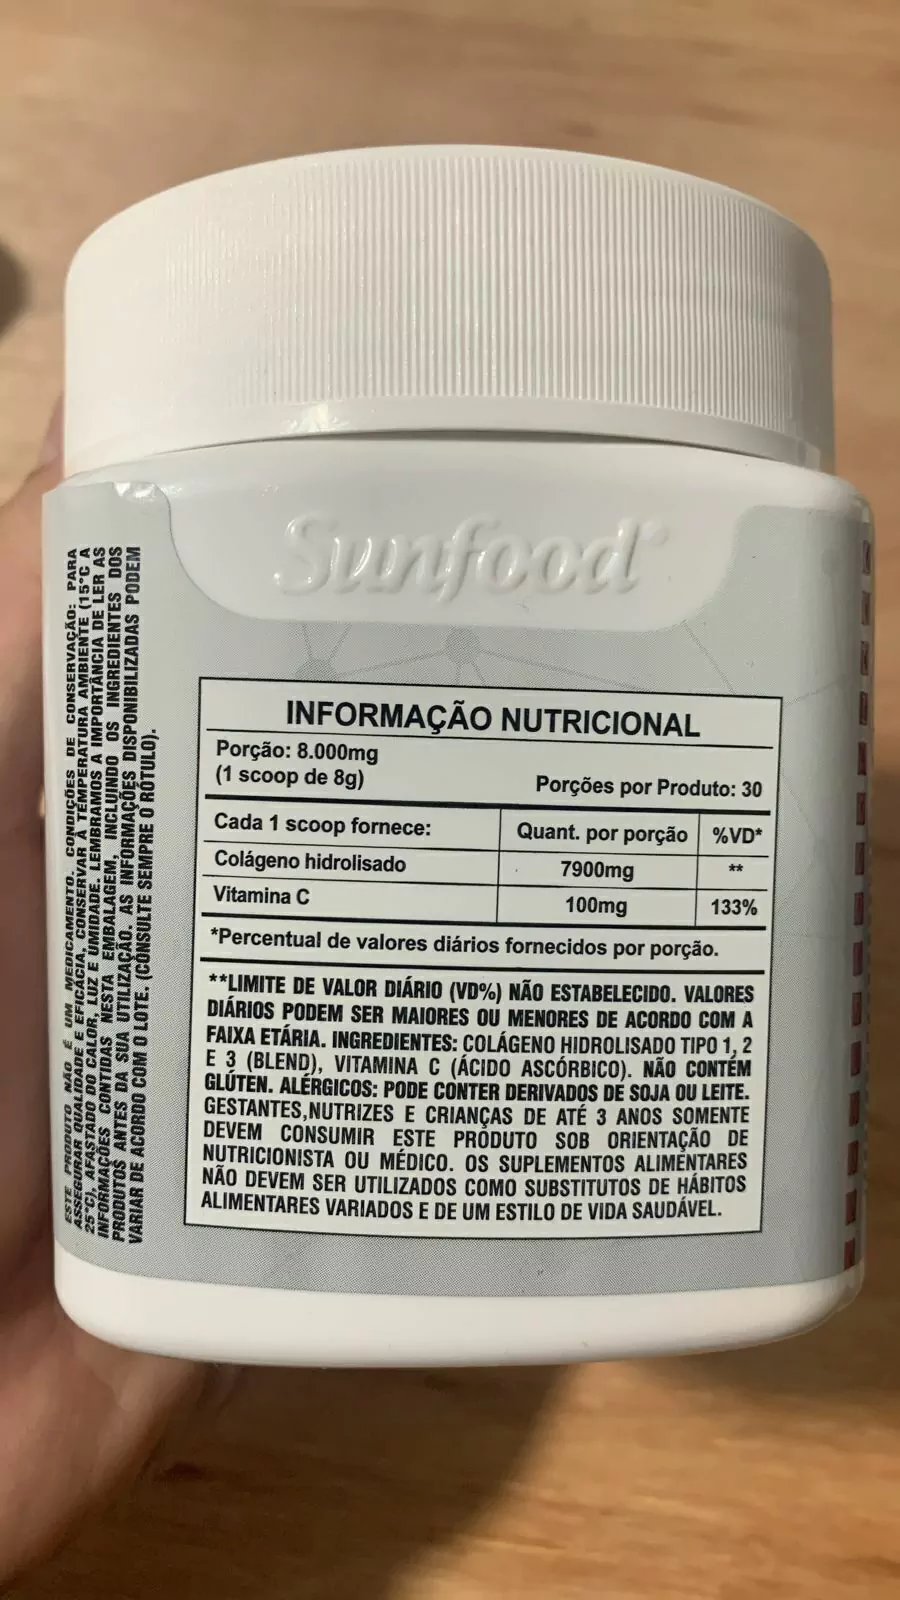 Sunfood®
INFORMAÇÃO NUTRICIONAL
Porção: 8.000mg
(1 scoop de 8g)
Porções por Produto: 30
Cada 1 scoop fornece: Quant. por porção %VD*
Colágeno hidrolisado 7900mg **
Vitamina C 100mg 133%
*Percentual de valores diários fornecidos por porção.
**LIMITE DE VALOR DIÁRIO (VD%) NÃO ESTABELECIDO. VALORES
DIÁRIOS PODEM SER MAIORES OU MENORES DE ACORDO COM A
FAIXA ETÁRIA. INGREDIENTES: COLÁGENO HIDROLISADO TIPO 1, 2
E 3 (BLEND), VITAMINA C (ÁCIDO ASCÓRBICO). NÃO CONTÉM
GLÚTEN. ALÉRGICOS: PODE CONTER DERIVADOS DE SOJA OU LEITE.
GESTANTES,NUTRIZES E CRIANÇAS DE ATÉ 3 ANOS SOMENTE
DEVEM CONSUMIR ESTE PRODUTO SOB ORIENTAÇÃO DE
NUTRICIONISTA OU MÉDICO. OS SUPLEMENTOS ALIMENTARES
NÃO DEVEM SER UTILIZADOS COMO SUBSTITUTOS DE HÁBITOS
ALIMENTARES VARIADOS E DE UM ESTILO DE VIDA SAUDÁVEL.
ESTE PRODUTO NÃO É UM MEDICAMENTO. CONDIÇÕES DE CONSERVAÇÃO: PARA
ASSEGURAR QUALIDADE E EFICÁCIA, CONSERVAR À TEMPERATURA AMBIENTE (15°C A
25°C), AFASTADO DO CALOR, LUZ E UMIDADE. LEMBRAMOS A IMPORTÂNCIA DE LER AS
INFORMAÇÕES CONTIDAS NESTA EMBALAGEM, INCLUINDO OS INGREDIENTES DOS
PRODUTOS ANTES DA SUA UTILIZAÇÃO. AS INFORMAÇÕES DISPONIBILIZADAS PODEM
VARIAR DE ACORDO COM O LOTE. (CONSULTE SEMPRE O RÓTULO).